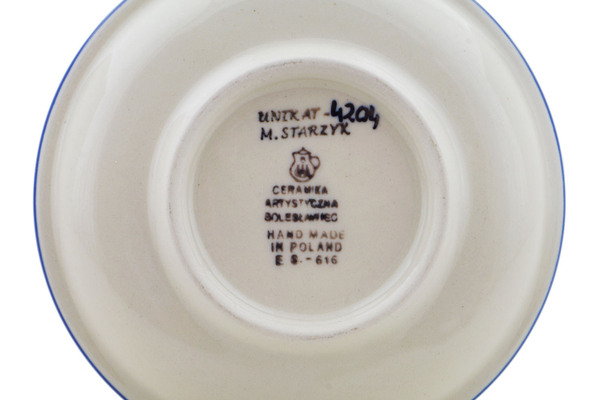 UNIKAT-4204
M. STARZYK
CERAMIKA
ARTYSTYCZNA
BOLESŁAWIEC
HAND MADE
IN POLAND
E S.-616